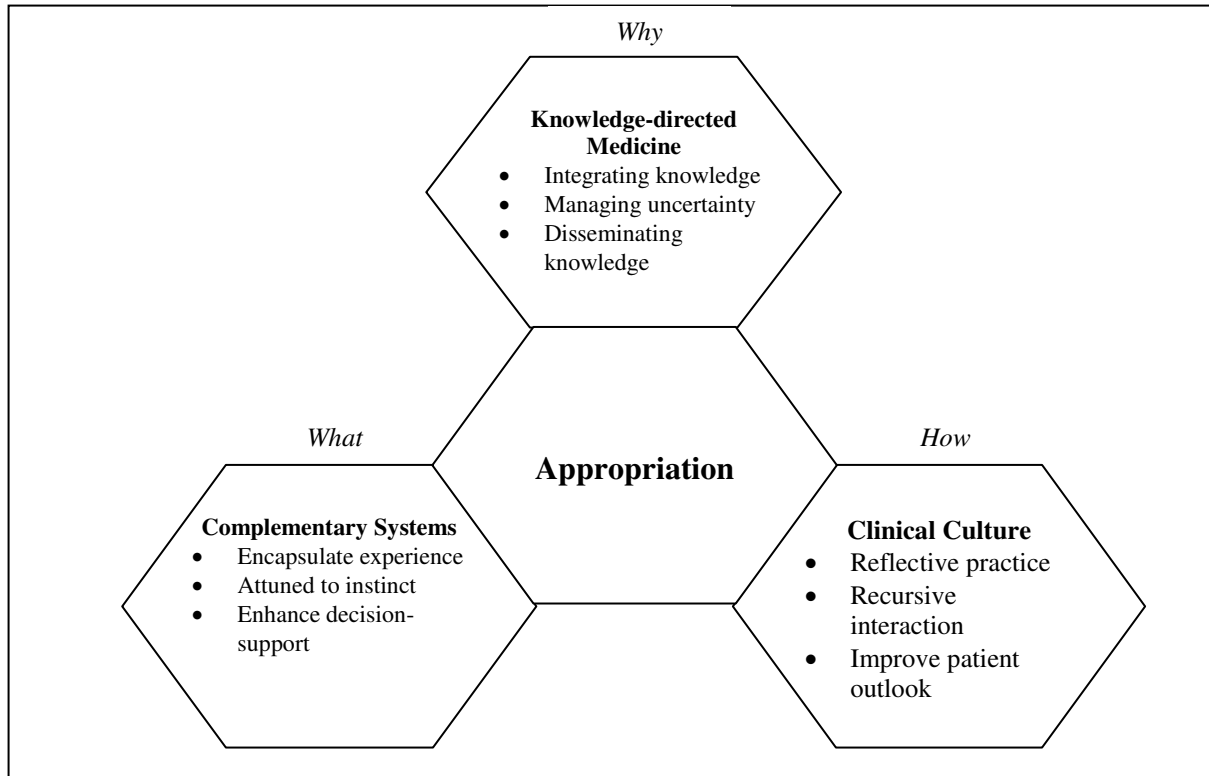 Why
Knowledge-directed
Medicine
• Integrating knowledge
• Managing uncertainty
• Disseminating
knowledge
Appropriation
What
Complementary Systems
• Encapsulate experience
• Attuned to instinct
• Enhance decision-
support
How
Clinical Culture
• Reflective practice
• Recursive
interaction
• Improve patient
outlook